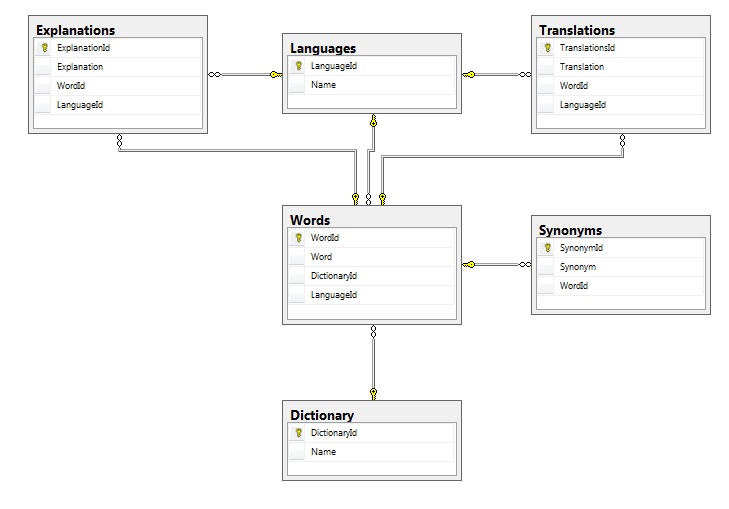 Explanations
ExplanationId
Explanation
WordId
LanguageId
Languages
LanguageId
Name
Translations
TranslationsId
Translation
WordId
LanguageId
Words
WordId
Word
DictionaryId
LanguageId
Synonyms
SynonymId
Synonym
WordId
Dictionary
DictionaryId
Name